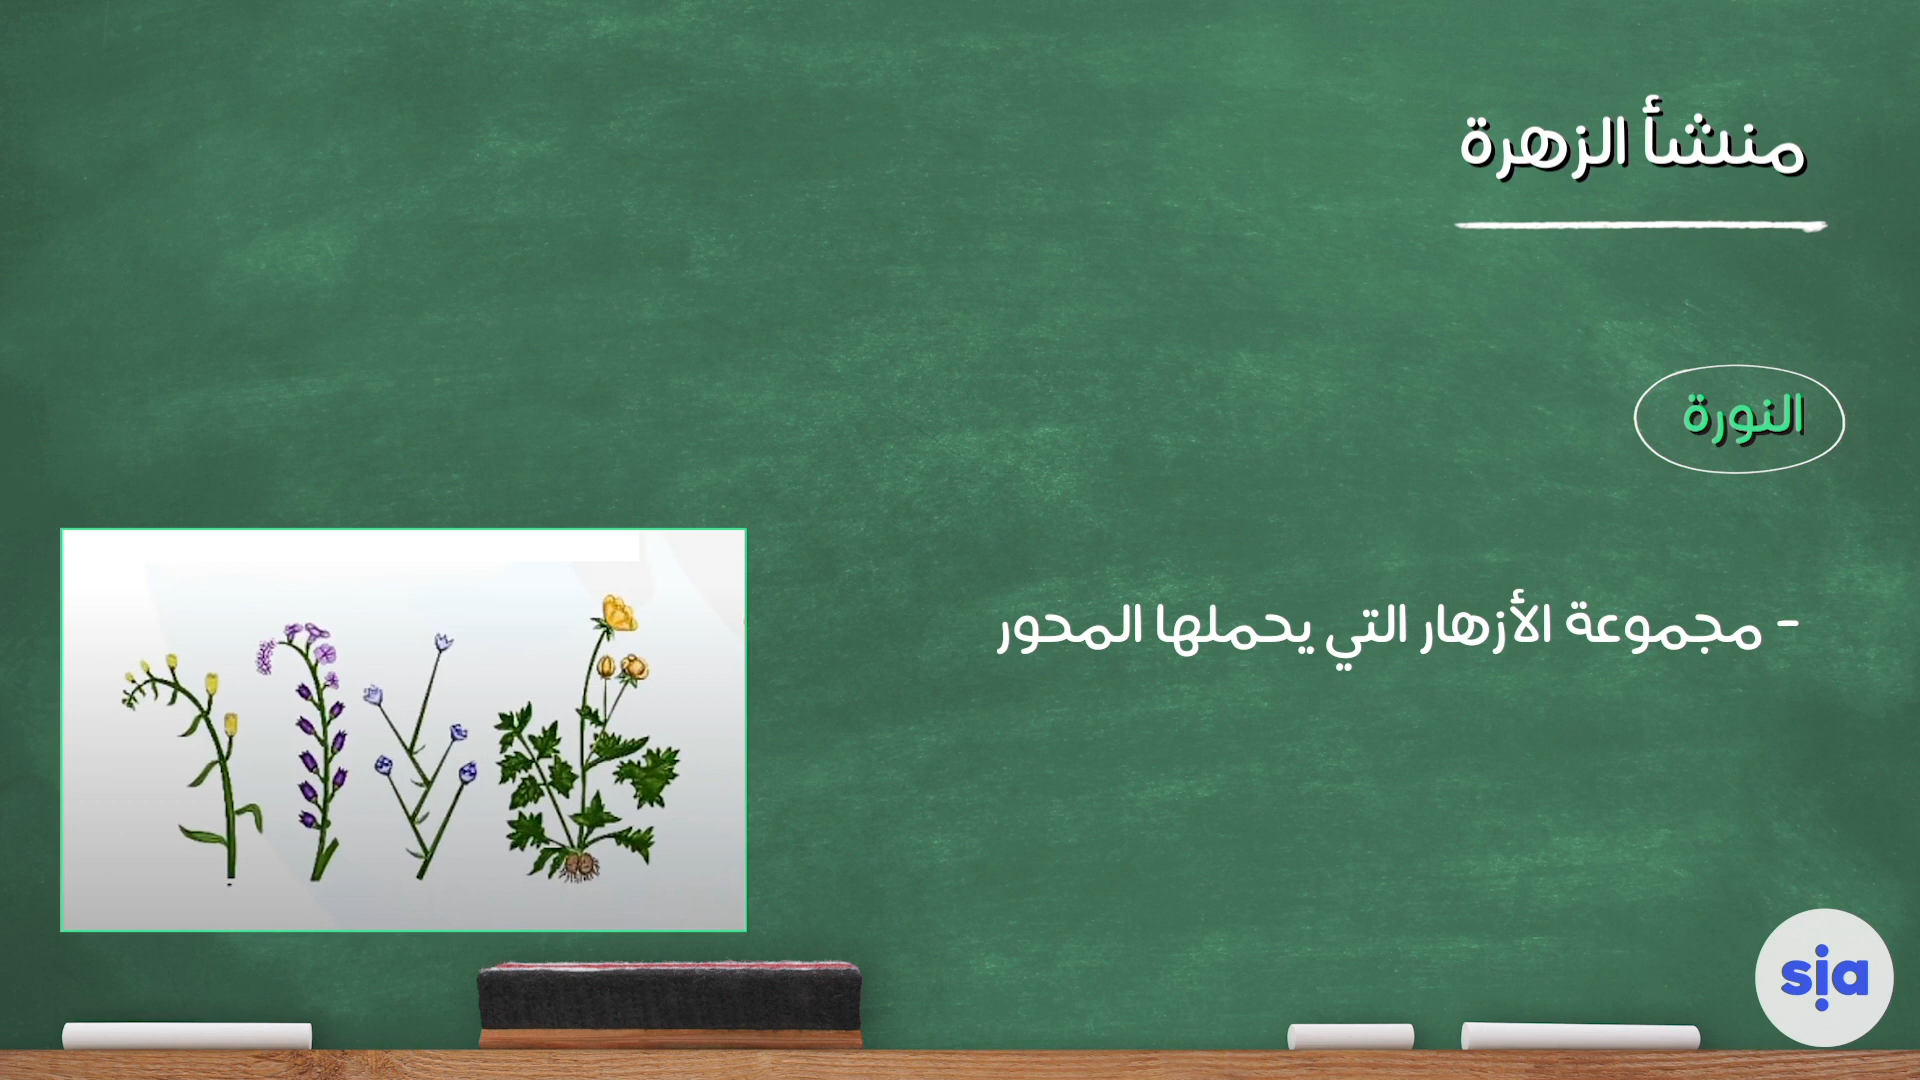 منشأ الزهرة
النورة
- مجموعة الأزهار التي يحملها المحور
sia